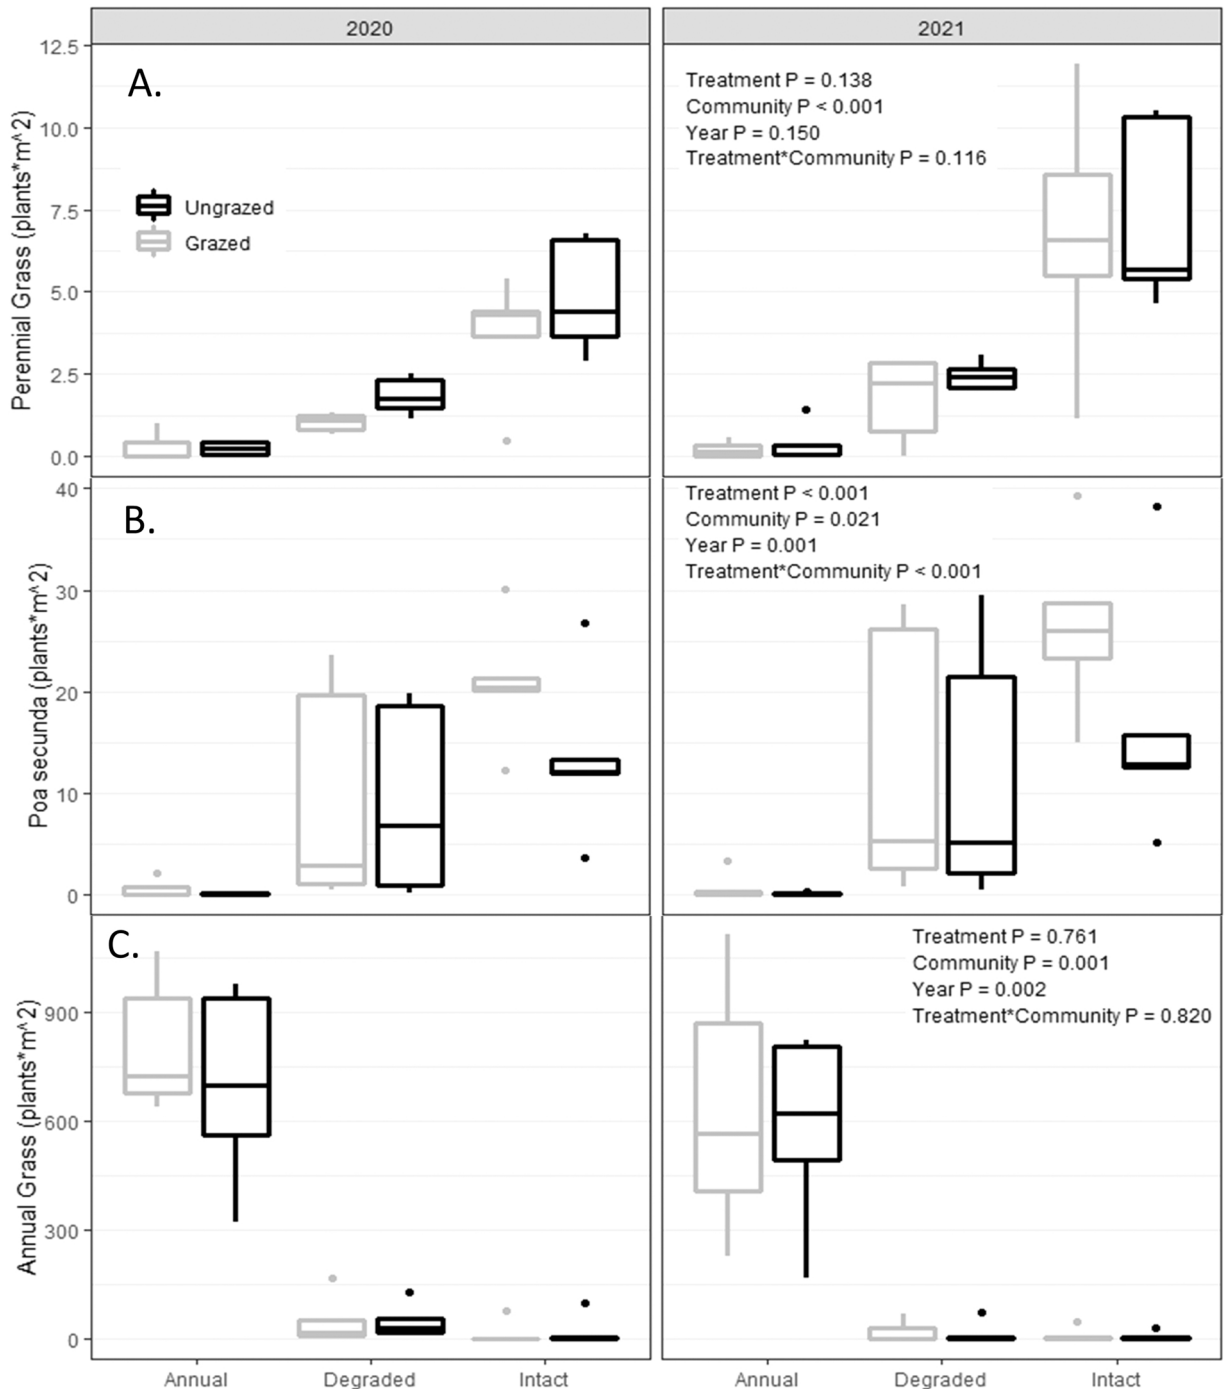 2020
2021
A.
Treatment P = 0.138
Community P < 0.001
Year P = 0.150
Treatment*Community P = 0.116
Ungrazed
Grazed
Perennial Grass (plants*m^2)
12.5
10.0
7.5
5.0
2.5
0.0
B.
Treatment P < 0.001
Community P = 0.021
Year P = 0.001
Treatment*Community P < 0.001
Poa secunda (plants*m^2)
40
30
20
10
0
C.
Treatment P = 0.761
Community P = 0.001
Year P = 0.002
Treatment*Community P = 0.820
Annual Grass (plants*m^2)
900
600
300
0
Annual
Degraded
Intact
Annual
Degraded
Intact